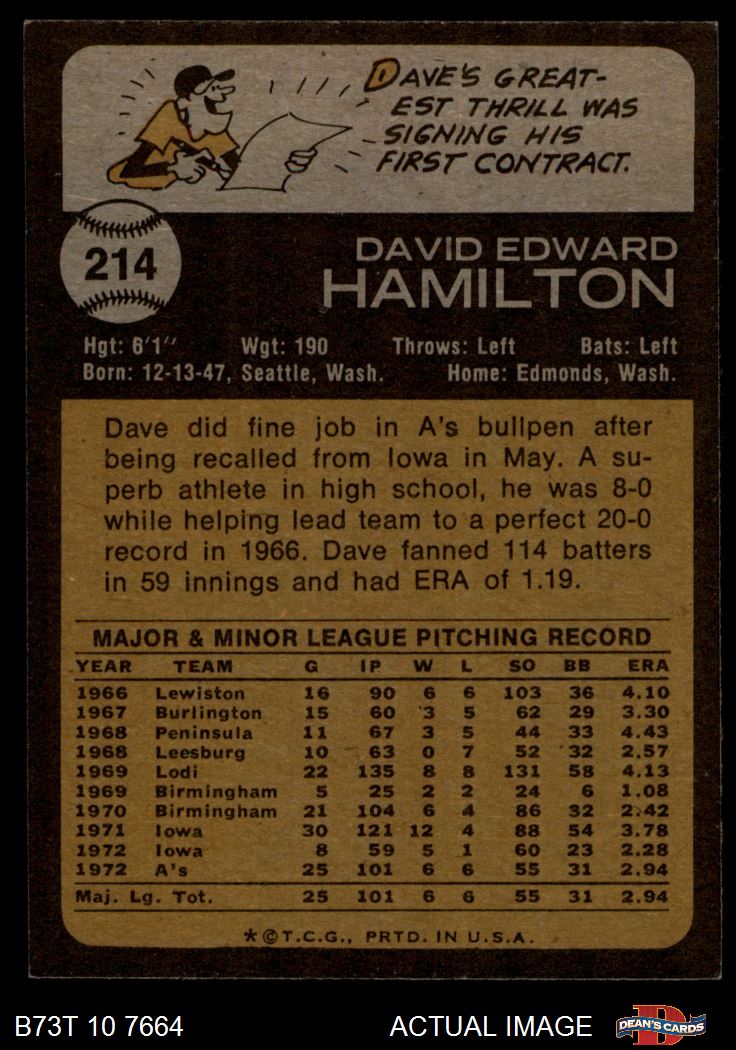 DAVE'S GREAT-
EST THRILL WAS
SIGNING HIS
FIRST CONTRACT.
214
DAVID EDWARD
HAMILTON
Hgt: 6'1" Wgt: 190 Throws: Left Bats: Left
Born: 12-13-47, Seattle, Wash. Home: Edmonds, Wash.
Dave did fine job in A's bullpen after
being recalled from Iowa in May. A su-
perb athlete in high school, he was 8-0
while helping lead team to a perfect 20-0
record in 1966. Dave fanned 114 batters
in 59 innings and had ERA of 1.19.
MAJOR & MINOR LEAGUE PITCHING RECORD
YEAR TEAM G IP W L SO BB ERA
1966 Lewiston 16 90 6 6 103 36 4.10
1967 Burlington 15 60 3 5 62 29 3.30
1968 Peninsula 11 67 3 5 44 33 4.43
1968 Leesburg 10 63 0 7 52 32 2.57
1969 Lodi 22 135 8 8 131 58 4.13
1969 Birmingham 5 25 2 2 24 6 1.08
1970 Birmingham 21 104 6 4 86 32 2.42
1971 Iowa 30 121 12 4 88 54 3.78
1972 Iowa 8 59 5 1 60 23 2.28
1972 A's 25 101 6 6 55 31 2.94
Maj. Lg. Tot. 25 101 6 6 55 31 2.94
*©T.C.G., PRTD. IN U.S.A.
B73T 10 7664 ACTUAL IMAGE D DEAN'S CARDS